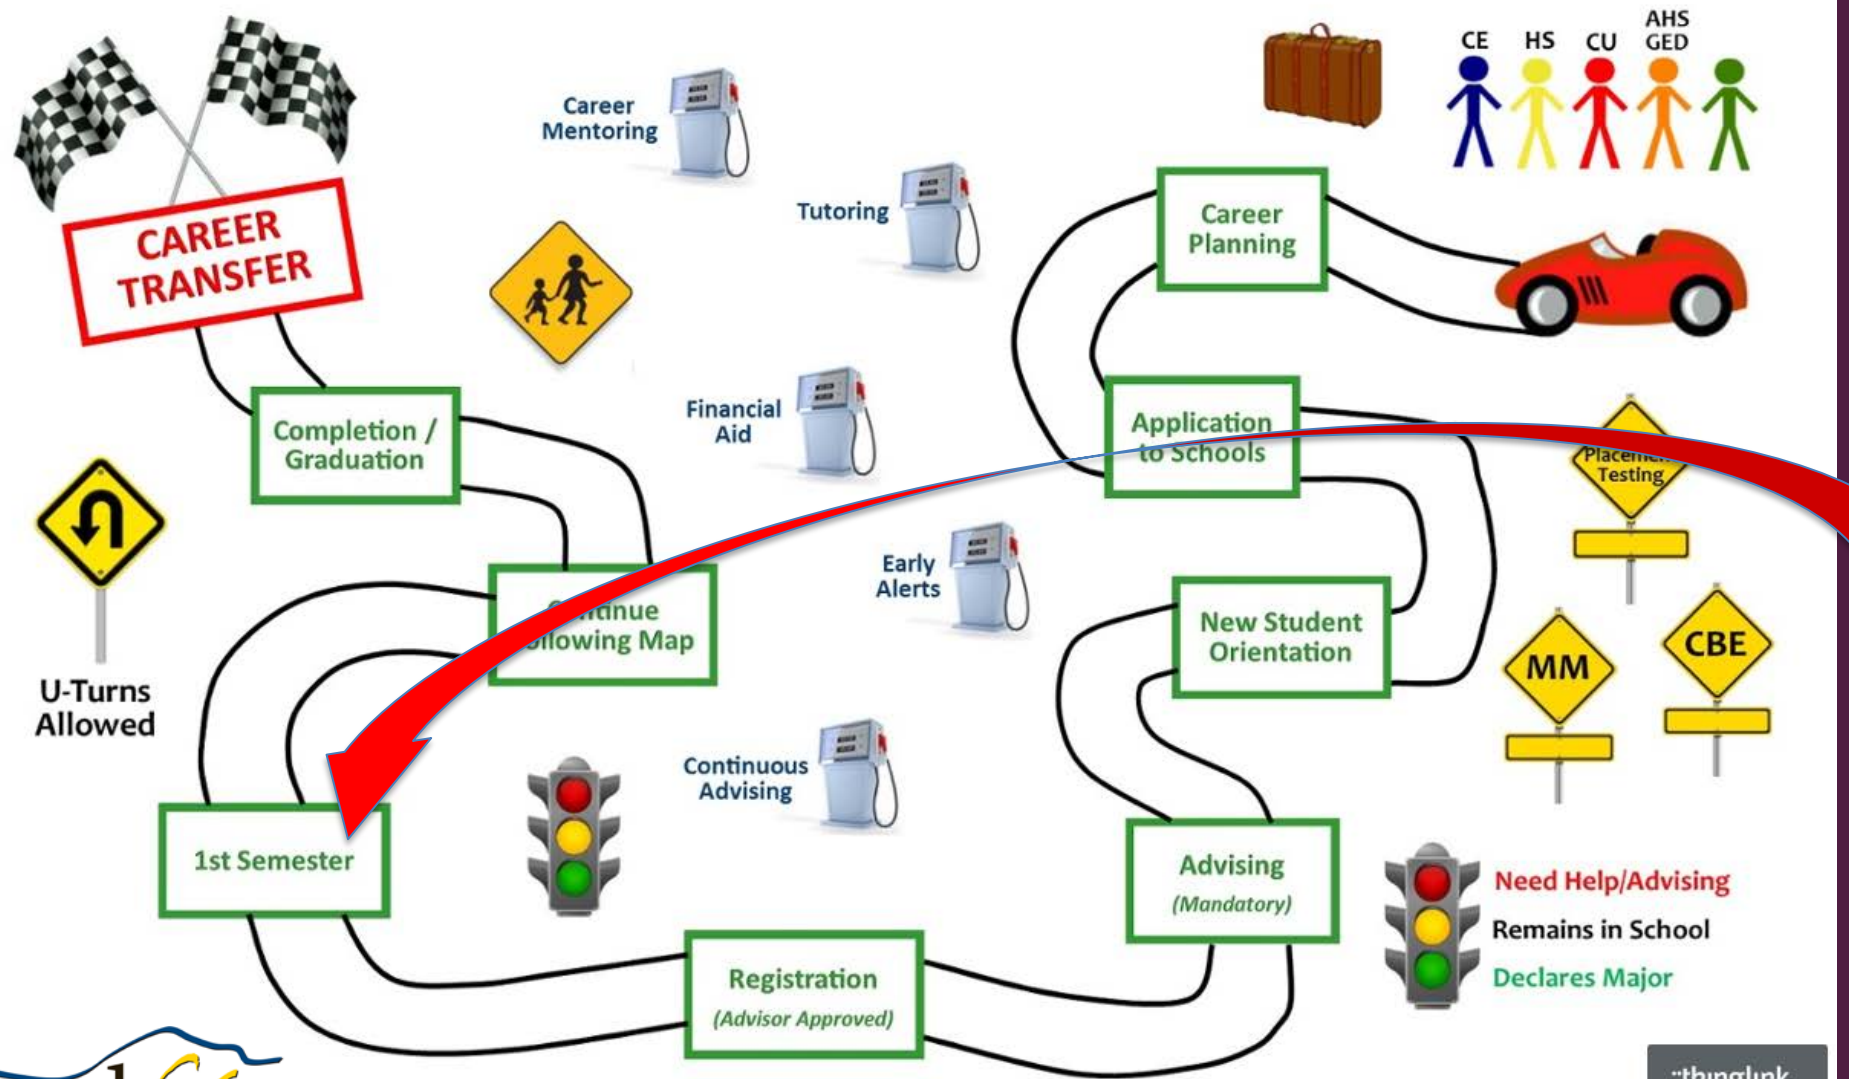 AHS
CE HS CU GED
Career
Mentoring
Tutoring
Career
Planning
CAREER
TRANSFER
Financial
Aid
Application
to Schools
Completion /
Graduation
Testing
Early
Alerts
New Student
Orientation
Map
MM
CBE
U-Turns
Allowed
Continuous
Advising
1st Semester
Advising
(Mandatory)
Need Help/Advising
Remains in School
Declares Major
Registration
(Advisor Approved)